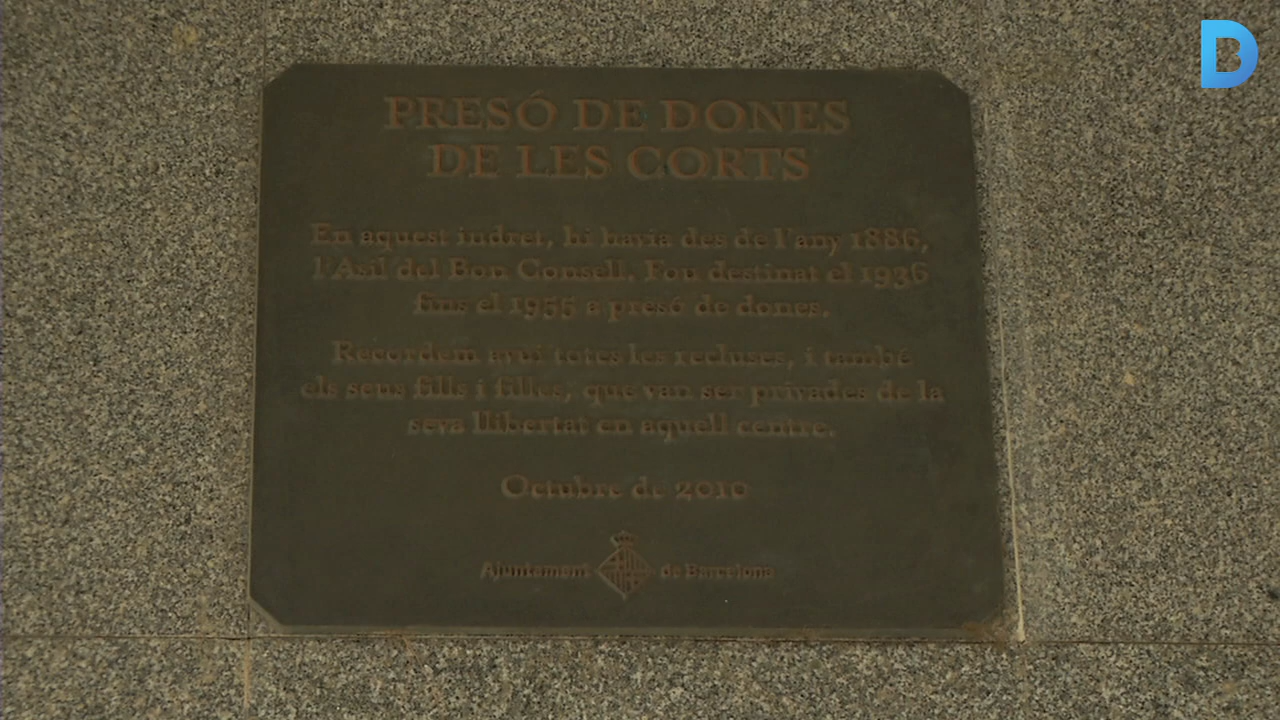 D
PRESÓ DE DONES
DE LES CORTS
En aquest indret, hi havia des de l'any 1886,
l'Asil del Bon Consell. Fou destinat el 1936
fins el 1955 a presó de dones.
Recordem avui totes les recluses, i també
els seus fills i filles, que van ser privades de la
seva llibertat en aquell centre.
Octubre de 2010
Ajuntament de Barcelona